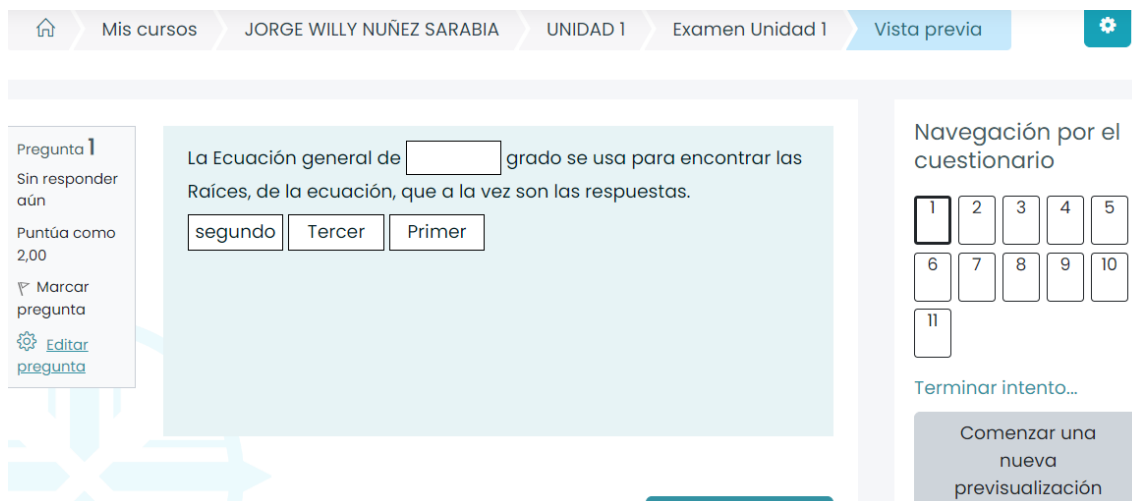 Mis cursos JORGE WILLY NUÑEZ SARABIA UNIDAD 1 Examen Unidad 1 Vista previa
Pregunta 1
Sin responder
aún
Puntúa como
2,00
Marcar
pregunta
Editar
pregunta
La Ecuación general de grado se usa para encontrar las
Raíces, de la ecuación, que a la vez son las respuestas.
segundo Tercer Primer
Navegación por el
cuestionario
1 2 3 4 5
6 7 8 9 10
11
Terminar intento...
Comenzar una
nueva
previsualización